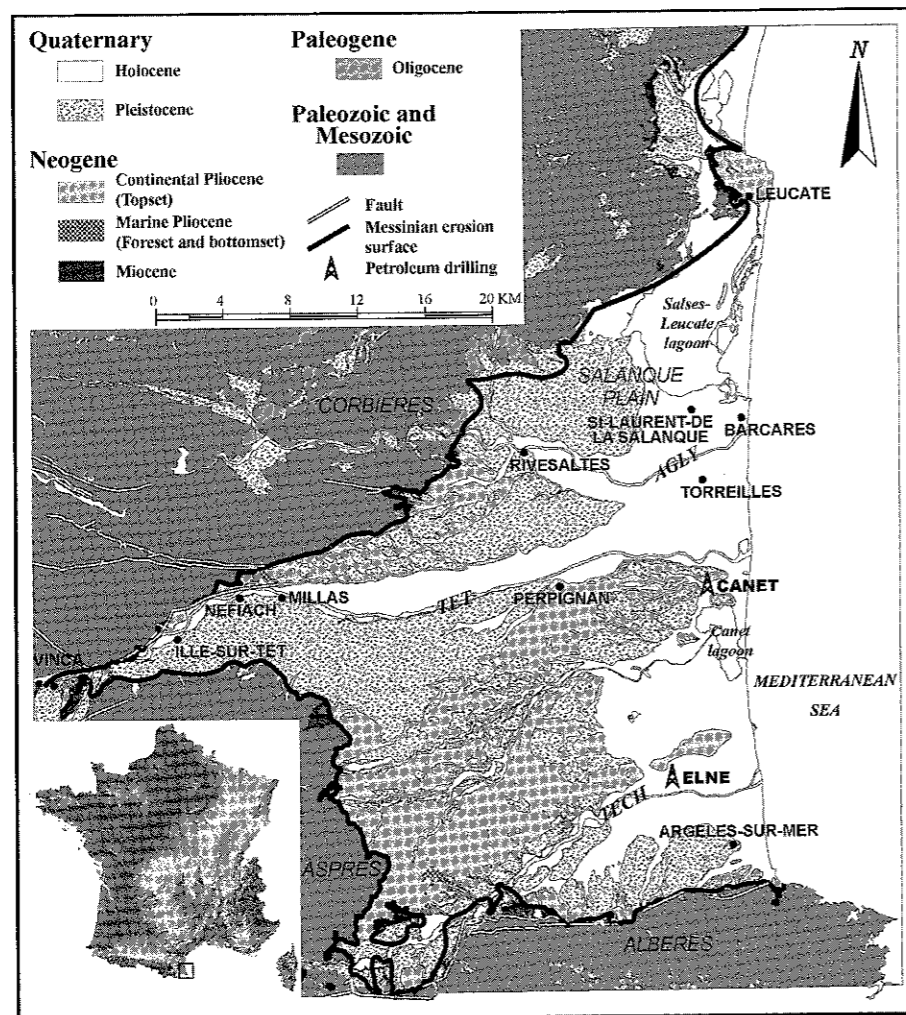 Quaternary
Holocene
Pleistocene
Neogene
Continental Pliocene
(Topset)
Marine Pliocene
(Foreset and bottomset)
Miocene
Paleogene
Oligocene
Paleozoic and
Mesozoic
Fault
Messinian erosion
surface
Petroleum drilling
0 4 8 12 16 20 KM
N
LEUCATE
Salses-
Leucate
lagoon
SALANQUE
PLAIN
CORBIERES
St-LAURENT-DE
LA SALANQUE
BARCARES
RIVESALTES
AGLY
TORREILLES
CANET
NEFIACH
MILLAS
TET
PERPIGNAN
ILLE-SUR-TET
Canet
lagoon
VINCA
MEDITERRANEAN
SEA
ELNE
TECH
ARGELES-SUR-MER
ASPRES
ALBERES